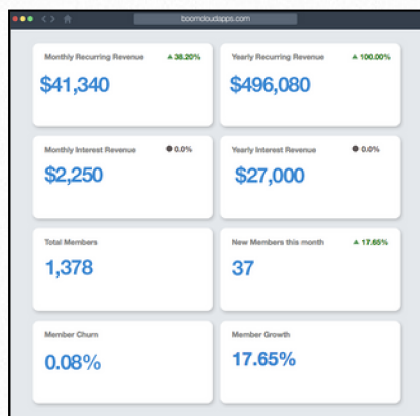 boomcloudapps.com
Monthly Recurring Revenue ▲ 38.20%
$41,340
Yearly Recurring Revenue ▲ 100.00%
$496,080
Monthly Interest Revenue ● 0.0%
$2,250
Yearly Interest Revenue ● 0.0%
$27,000
Total Members
1,378
New Members this month ▲ 17.65%
37
Member Churn
0.08%
Member Growth
17.65%